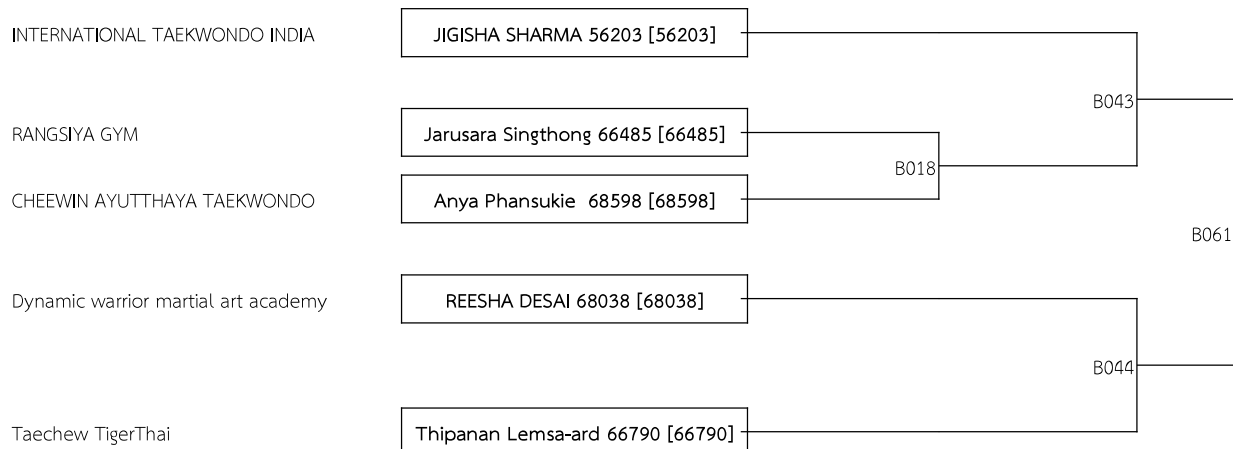 INTERNATIONAL TAEKWONDO INDIA JIGISHA SHARMA 56203 [56203]
B043
RANGSIYA GYM Jarusara Singthong 66485 [66485]
B018
CHEEWIN AYUTTHAYA TAEKWONDO Anya Phansukie 68598 [68598]
B061
Dynamic warrior martial art academy REESHA DESAI 68038 [68038]
B044
Taechew TigerThai Thipanan Lemsa-ard 66790 [66790]